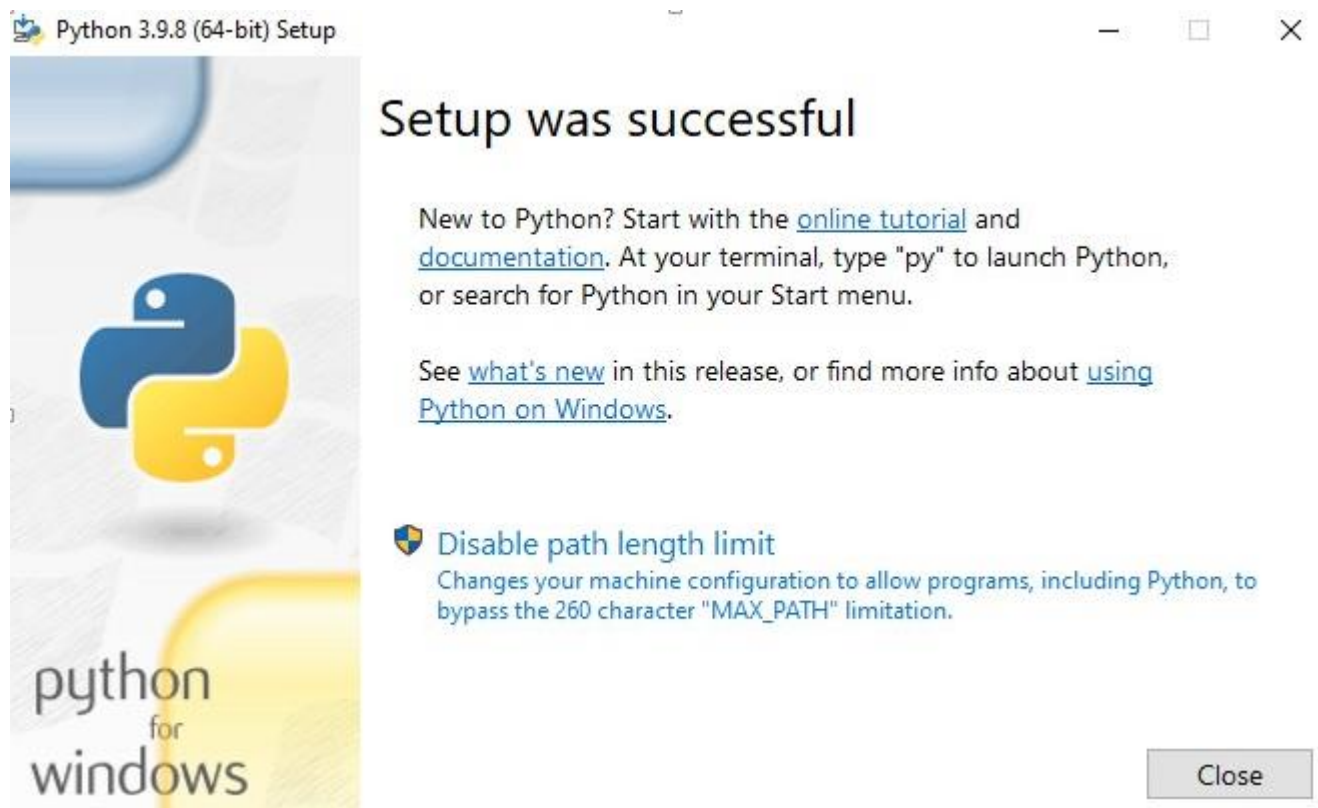 Python 3.9.8 (64-bit) Setup
Setup was successful
New to Python? Start with the online tutorial and
documentation. At your terminal, type "py" to launch Python,
or search for Python in your Start menu.
See what's new in this release, or find more info about using
Python on Windows.
Disable path length limit
Changes your machine configuration to allow programs, including Python, to
bypass the 260 character "MAX_PATH" limitation.
python
for
windows
Close